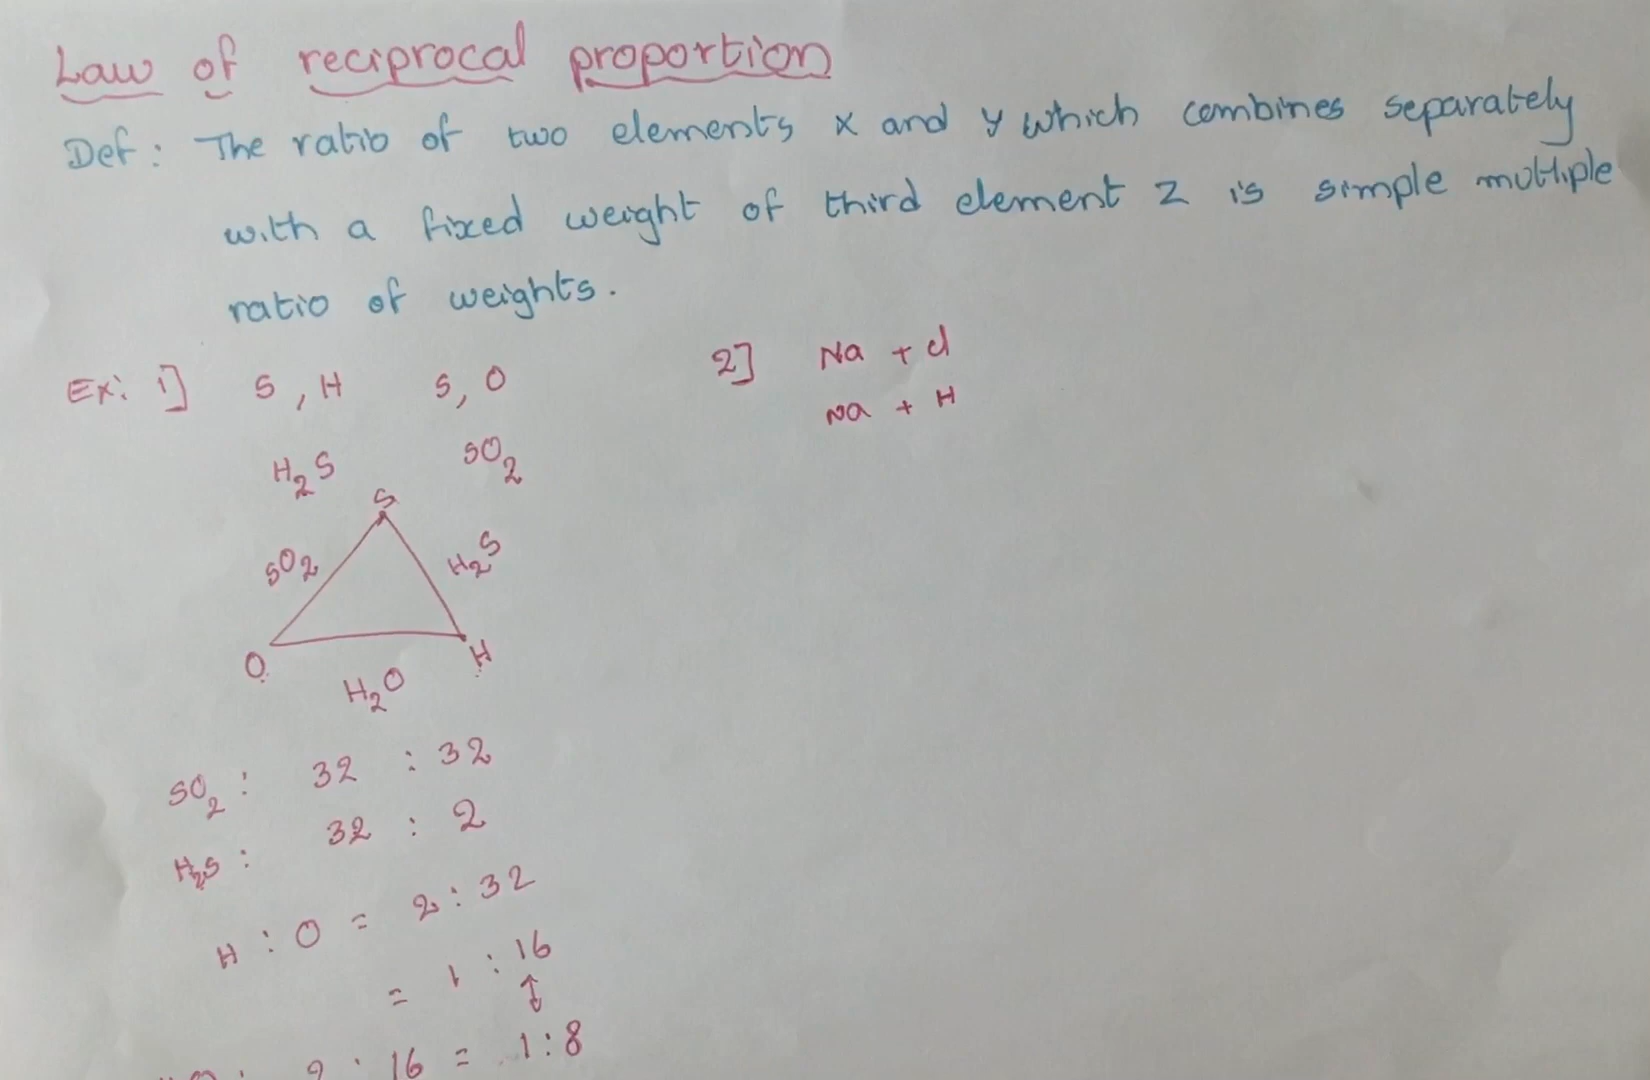 Law of reciprocal proportion
Def: The ratio of two elements x and y which combines separately
with a fixed weight of third element Z is simple multiple
ratio of weights.
Ex: 1] S, H S, O
H2S SO2
S
SO2 H2S
O H
H2O
SO2 : 32 : 32
H2S : 32 : 2
H : O = 2 : 32
= 1 : 16
↕
: 2 : 16 = 1:8
2] Na + Cl
Na + H